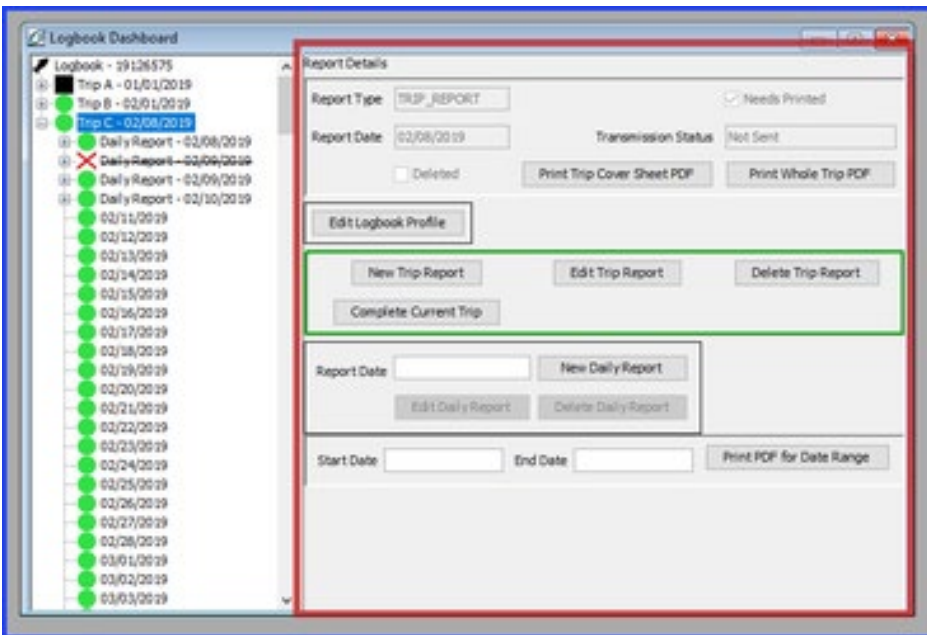 Logbook Dashboard
Logbook - 19126575
Trip A - 01/01/2019
Trip B - 02/01/2019
Trip C - 02/08/2019
Daily Report - 02/08/2019
Daily Report - 02/09/2019
Daily Report - 02/09/2019
Daily Report - 02/10/2019
02/11/2019
02/12/2019
02/13/2019
02/14/2019
02/15/2019
02/16/2019
02/17/2019
02/18/2019
02/19/2019
02/20/2019
02/21/2019
02/22/2019
02/23/2019
02/24/2019
02/25/2019
02/26/2019
02/27/2019
02/28/2019
03/01/2019
03/02/2019
03/03/2019
Report Details
Report Type TRIP_REPORT Needs Printed
Report Date 02/08/2019 Transmission Status Not Sent
Deleted Print Trip Cover Sheet PDF Print Whole Trip PDF
Edit Logbook Profile
New Trip Report Edit Trip Report Delete Trip Report
Complete Current Trip
Report Date New Daily Report
Edit Daily Report Delete Daily Report
Start Date End Date Print PDF for Date Range